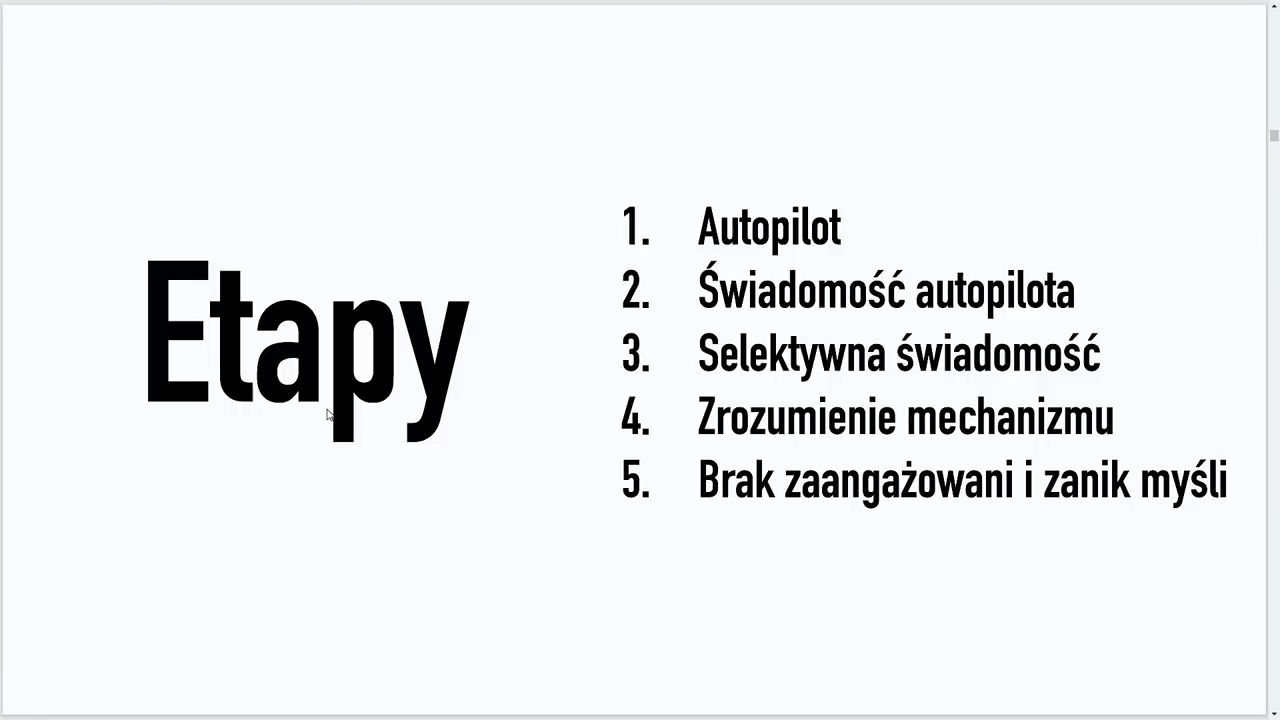 Etapy
1. Autopilot
2. Świadomość autopilota
3. Selektywna świadomość
4. Zrozumienie mechanizmu
5. Brak zaangażowani i zanik myśli